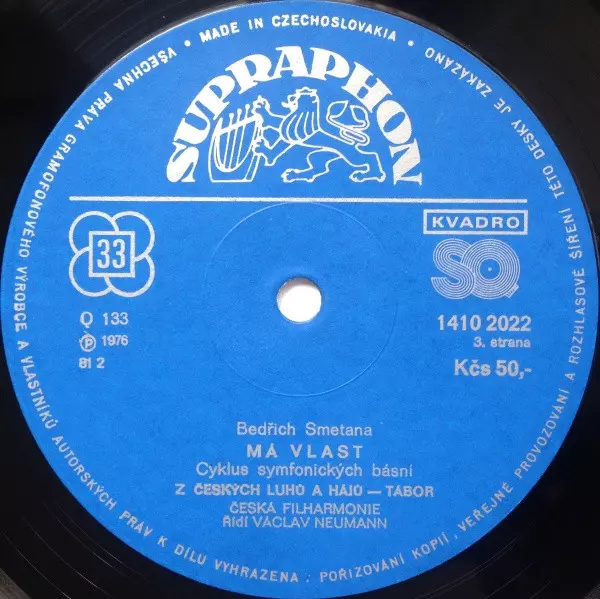 VŠECHNA PRÁVA GRAMOFONOVÉHO VÝROBCE A VLASTNÍKŮ AUTORSKÝCH PRÁV K DÍLU VYHRAZENA · POŘIZOVÁNÍ KOPIÍ, VEŘEJNÉ PROVOZOVÁNÍ A ROZHLASOVÉ ŠÍŘENÍ TÉTO DESKY JE ZAKÁZÁNO
• MADE IN CZECHOSLOVAKIA •
SUPRAPHON
33
KVADRO
SQ
Q 133
℗ 1976
81 2
1410 2022
3. strana
Kčs 50,-
Bedřich Smetana
MÁ VLAST
Cyklus symfonických básní
Z ČESKÝCH LUHŮ A HÁJŮ — TÁBOR
ČESKÁ FILHARMONIE
Řídí VÁCLAV NEUMANN